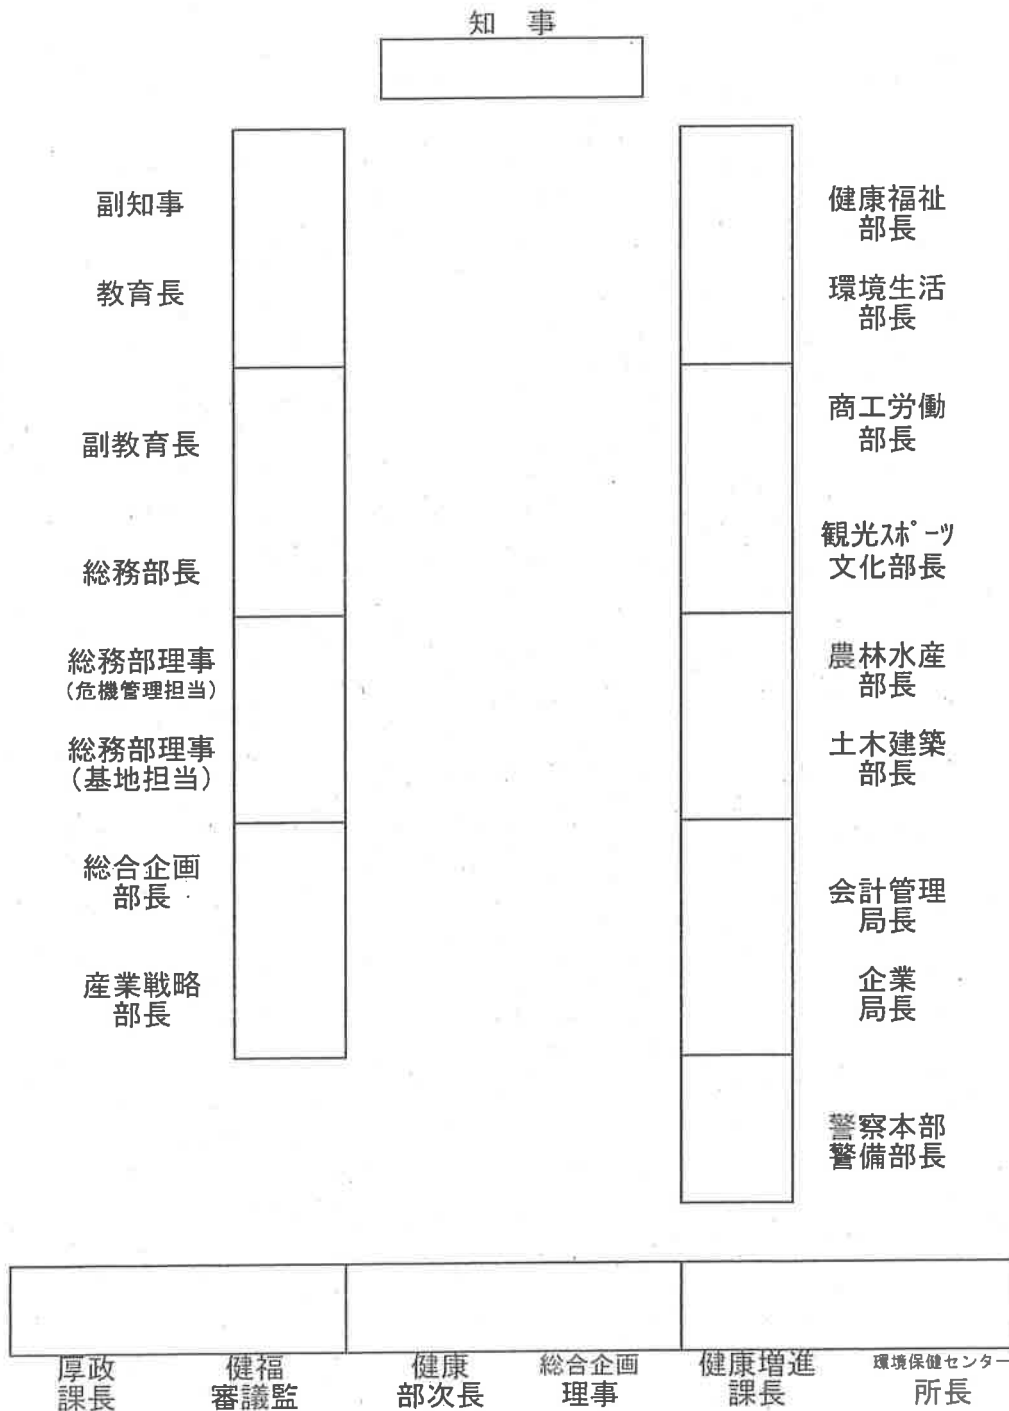 知　事
副知事
教育長
副教育長
総務部長
総務部理事
（危機管理担当）
総務部理事
（基地担当）
総合企画
部長
産業戦略
部長
健康福祉
部長
環境生活
部長
商工労働
部長
観光スポーツ
文化部長
農林水産
部長
土木建築
部長
会計管理
局長
企業
局長
警察本部
警備部長
厚政
課長
健福
審議監
健康
部次長
総合企画
理事
健康増進
課長
環境保健センター
所長